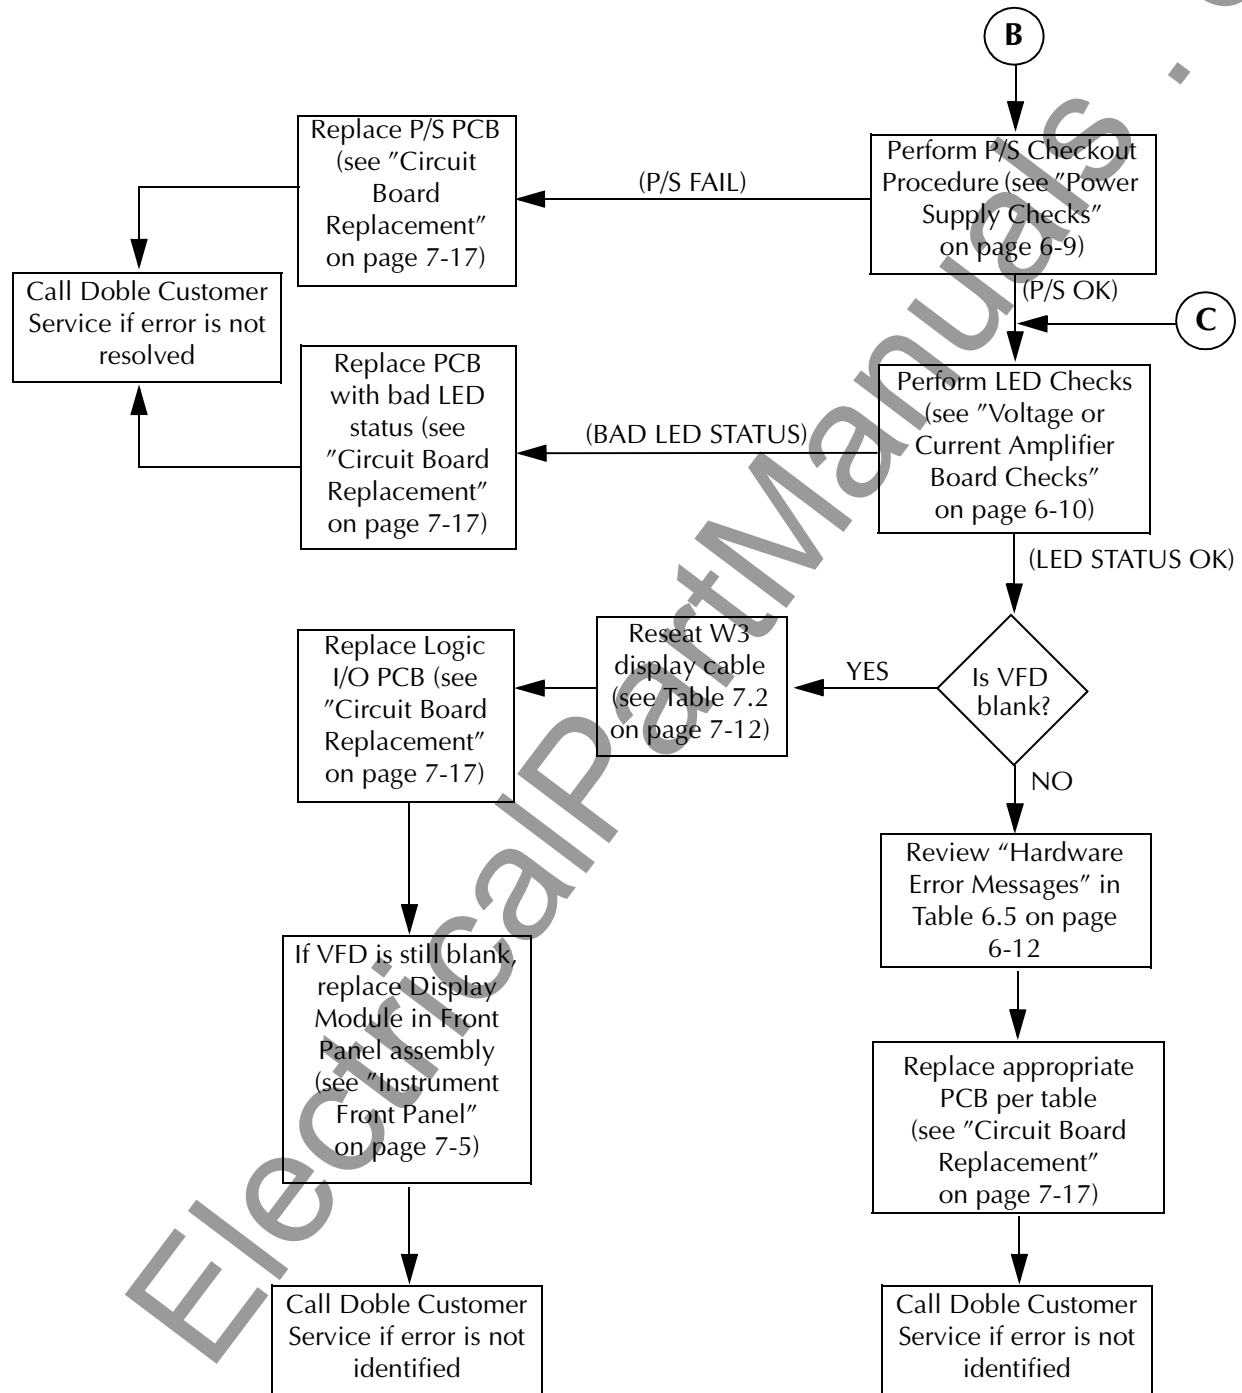 B
Perform P/S Checkout
Procedure (see "Power
Supply Checks"
on page 6-9)
(P/S FAIL)
Replace P/S PCB
(see "Circuit
Board
Replacement"
on page 7-17)
Call Doble Customer
Service if error is not
resolved
(P/S OK)
C
Perform LED Checks
(see "Voltage or
Current Amplifier
Board Checks"
on page 6-10)
(BAD LED STATUS)
Replace PCB
with bad LED
status (see
"Circuit Board
Replacement"
on page 7-17)
(LED STATUS OK)
Is VFD
blank?
YES
Reseat W3
display cable
(see Table 7.2
on page 7-12)
Replace Logic
I/O PCB (see
"Circuit Board
Replacement"
on page 7-17)
NO
Review “Hardware
Error Messages” in
Table 6.5 on page
6-12
If VFD is still blank,
replace Display
Module in Front
Panel assembly
(see "Instrument
Front Panel"
on page 7-5)
Replace appropriate
PCB per table
(see "Circuit Board
Replacement"
on page 7-17)
Call Doble Customer
Service if error is not
identified
Call Doble Customer
Service if error is not
identified
ElectricalPartManuals .